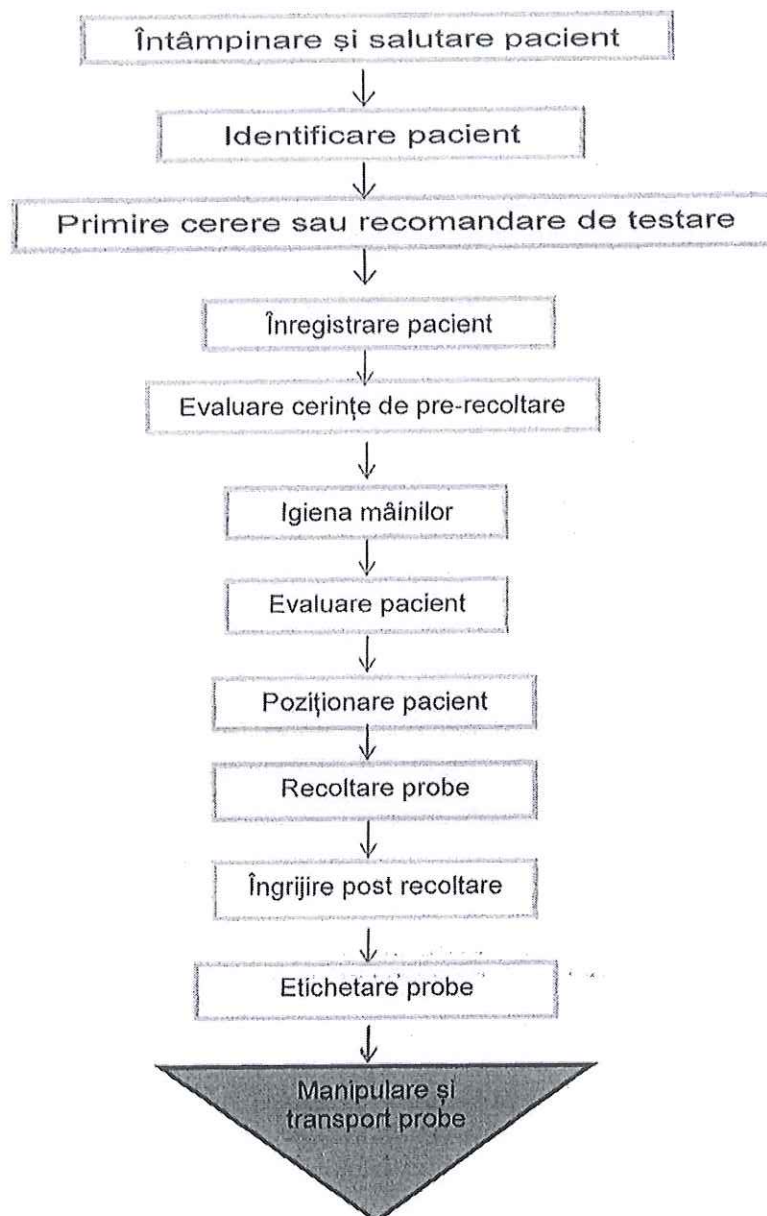 Întâmpinare și salutare pacient
Identificare pacient
Primire cerere sau recomandare de testare
Înregistrare pacient
Evaluare cerințe de pre-recoltare
Igiena mâinilor
Evaluare pacient
Poziționare pacient
Recoltare probe
Îngrijire post recoltare
Etichetare probe
Manipulare și
transport probe